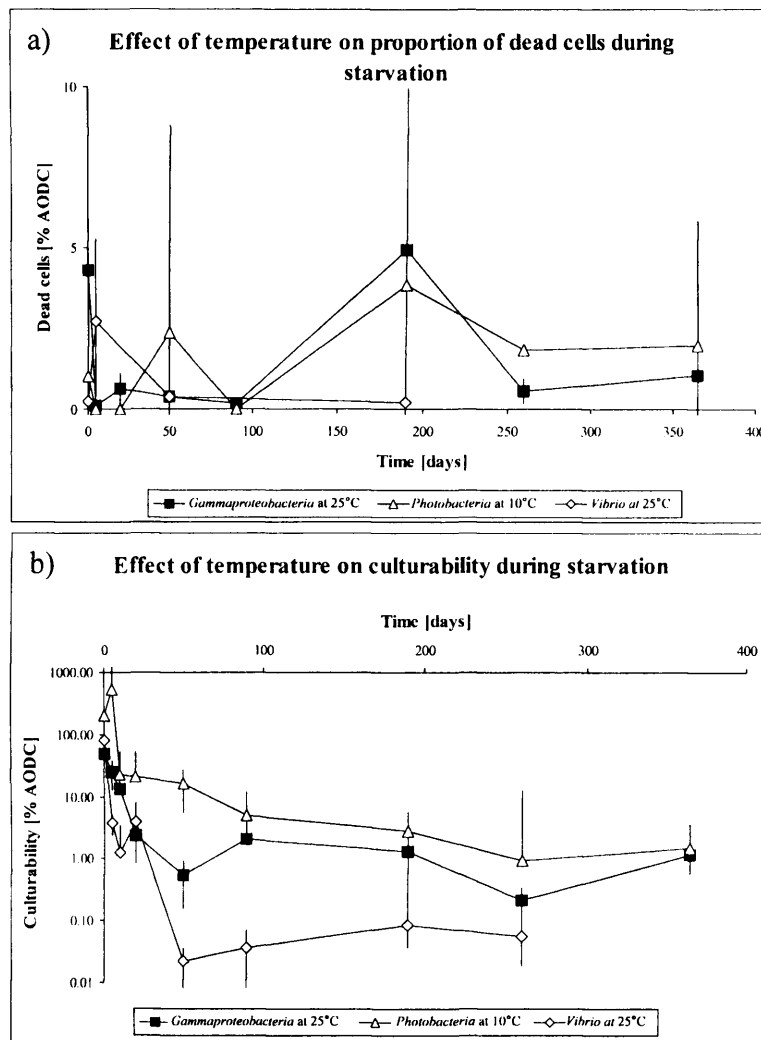 a)
Effect of temperature on proportion of dead cells during
starvation
10
5
0
Dead cells [% AODC]
0 50 100 150 200 250 300 350 400
Time [days]
Gammaproteobacteria at 25°C Photobacteria at 10°C Vibrio at 25°C
b)
Effect of temperature on culturability during starvation
Time [days]
0 100 200 300 400
1000.00
100.00
10.00
1.00
0.10
0.01
Culturability [% AODC]
Gammaproteobacteria at 25°C Photobacteria at 10°C Vibrio at 25°C